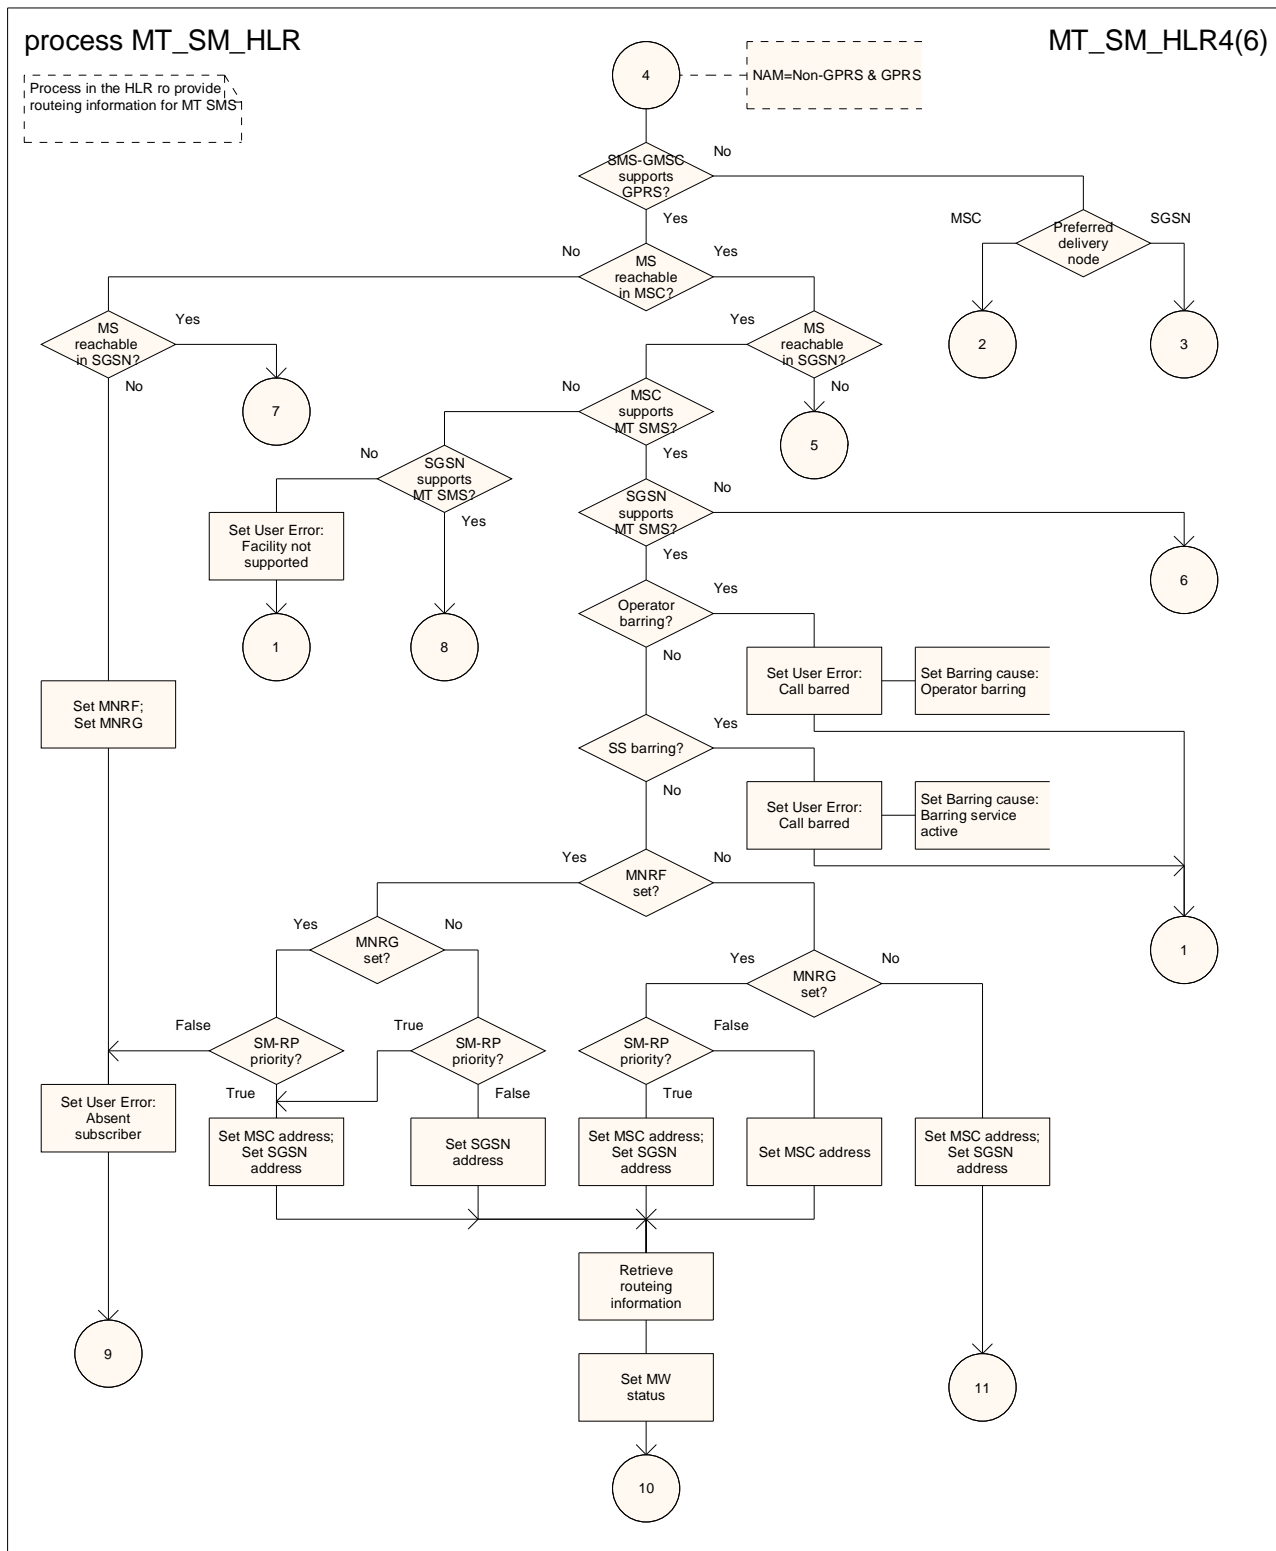 process MT_SM_HLR
MT_SM_HLR4(6)
Process in the HLR ro provide
routeing information for MT SMS
4
NAM=Non-GPRS & GPRS
SMS-GMSC
supports
GPRS?
No
Yes
MSC
SGSN
Preferred
delivery
node
No
Yes
MS
reachable
in MSC?
MS
reachable
in SGSN?
Yes
No
7
Yes
MS
reachable
in SGSN?
No
2
3
5
No
MSC
supports
MT SMS?
Yes
No
SGSN
supports
MT SMS?
Yes
SGSN
supports
MT SMS?
No
Yes
Set User Error:
Facility not
supported
6
1
8
Operator
barring?
Yes
No
Set User Error:
Call barred
Set Barring cause:
Operator barring
Set MNRF;
Set MNRG
SS barring?
Yes
No
Set User Error:
Call barred
Set Barring cause:
Barring service
active
Yes
No
MNRF
set?
Yes
No
MNRG
set?
Yes
No
MNRG
set?
1
False
SM-RP
priority?
True
True
SM-RP
priority?
False
SM-RP
priority?
False
True
Set User Error:
Absent
subscriber
Set MSC address;
Set SGSN
address
Set SGSN
address
Set MSC address;
Set SGSN
address
Set MSC address
Set MSC address;
Set SGSN
address
Retrieve
routeing
information
9
Set MW
status
11
10